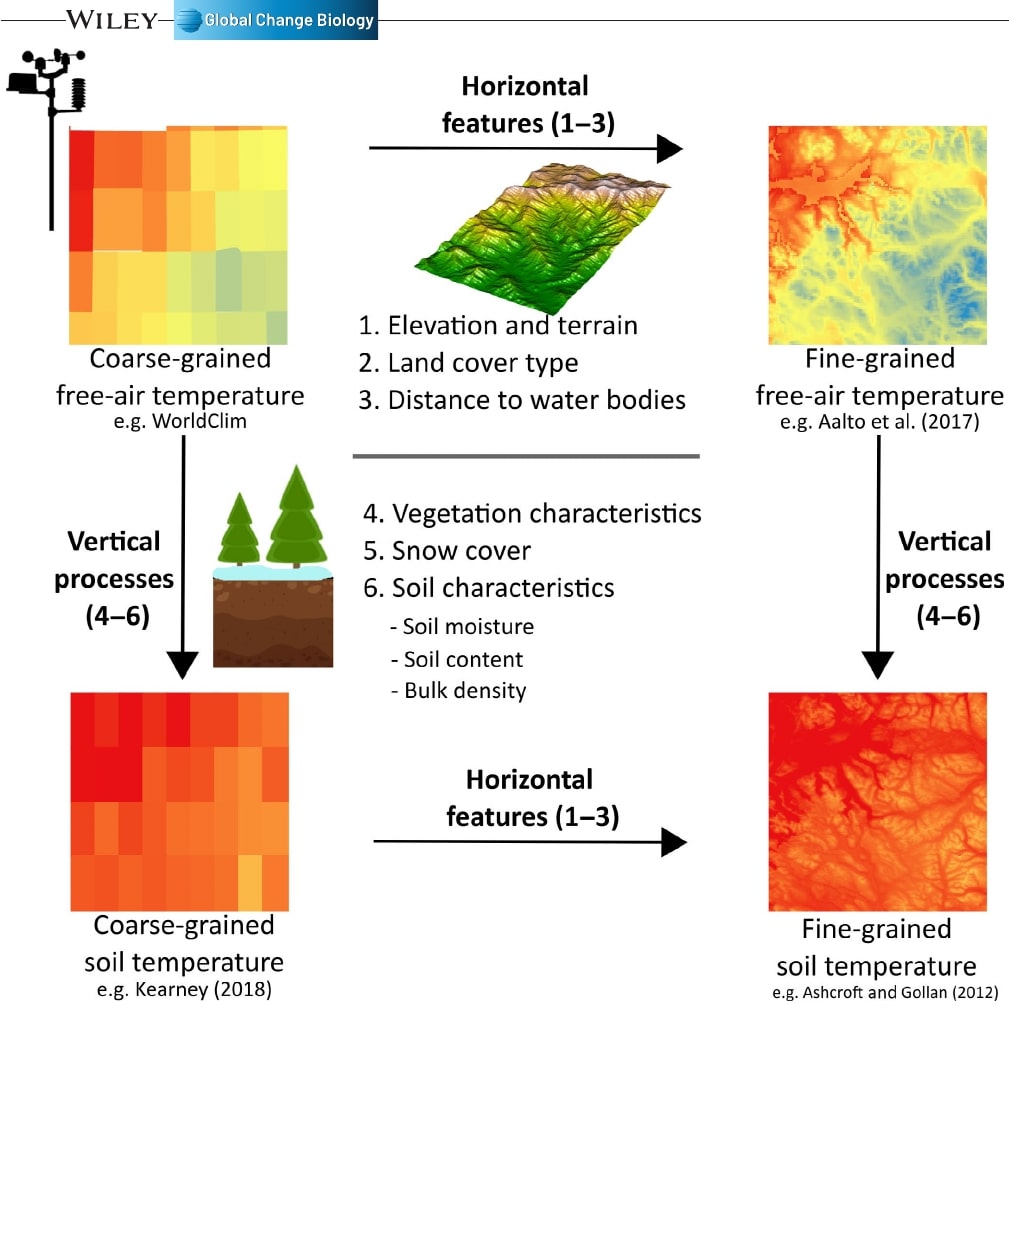 WILEY
Global Change Biology
Horizontal
features (1–3)
1. Elevation and terrain
2. Land cover type
3. Distance to water bodies
Coarse-grained
free-air temperature
e.g. WorldClim
Fine-grained
free-air temperature
e.g. Aalto et al. (2017)
Vertical
processes
(4–6)
4. Vegetation characteristics
5. Snow cover
6. Soil characteristics
- Soil moisture
- Soil content
- Bulk density
Vertical
processes
(4–6)
Horizontal
features (1–3)
Coarse-grained
soil temperature
e.g. Kearney (2018)
Fine-grained
soil temperature
e.g. Ashcroft and Gollan (2012)